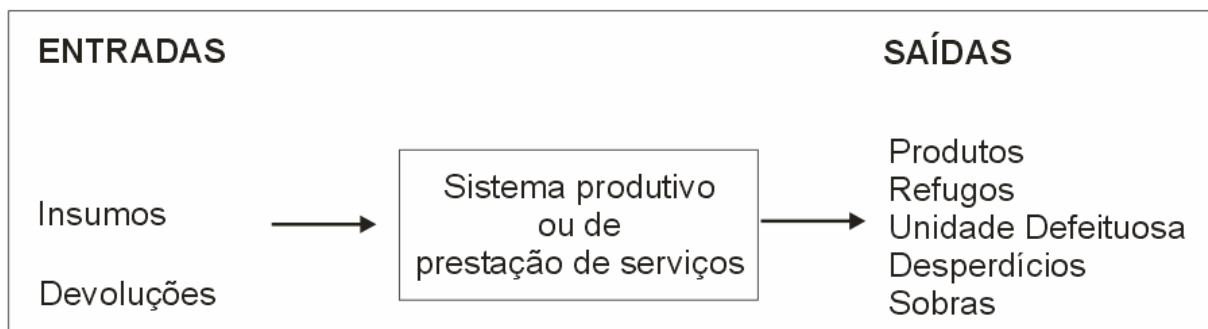 ENTRADAS
SAÍDAS
Insumos
Devoluções
Sistema produtivo
ou de
prestação de serviços
Produtos
Refugos
Unidade Defeituosa
Desperdícios
Sobras